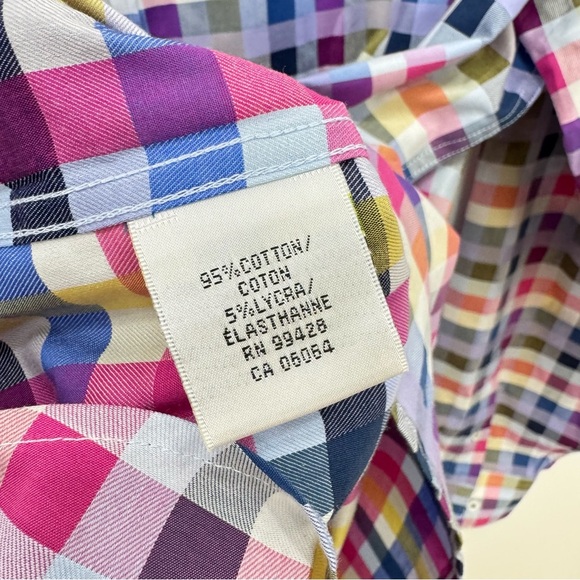 95%COTTON/
COTON
5%LYCRA/
ÉLASTHANNE
RN 99428
CA 06064